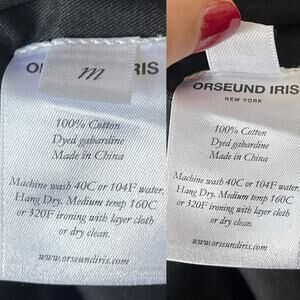 OR
m
RIS
100% Cotton
Dyed gabardine
Made in China
Machine wash 40C or 104F water.
Hang Dry. Medium temp 160C
or 320F ironing with layer cloth
or dry clean.
www.orseundiris.com
ORSEUND IRIS
NEW YORK
100% Cotton
Dyed gabardine
Made in China
Machine wash 40C or 104F water.
Hang Dry. Medium temp 160C
or 320F ironing with layer cloth
or dry clean.
www.orseundiris.com